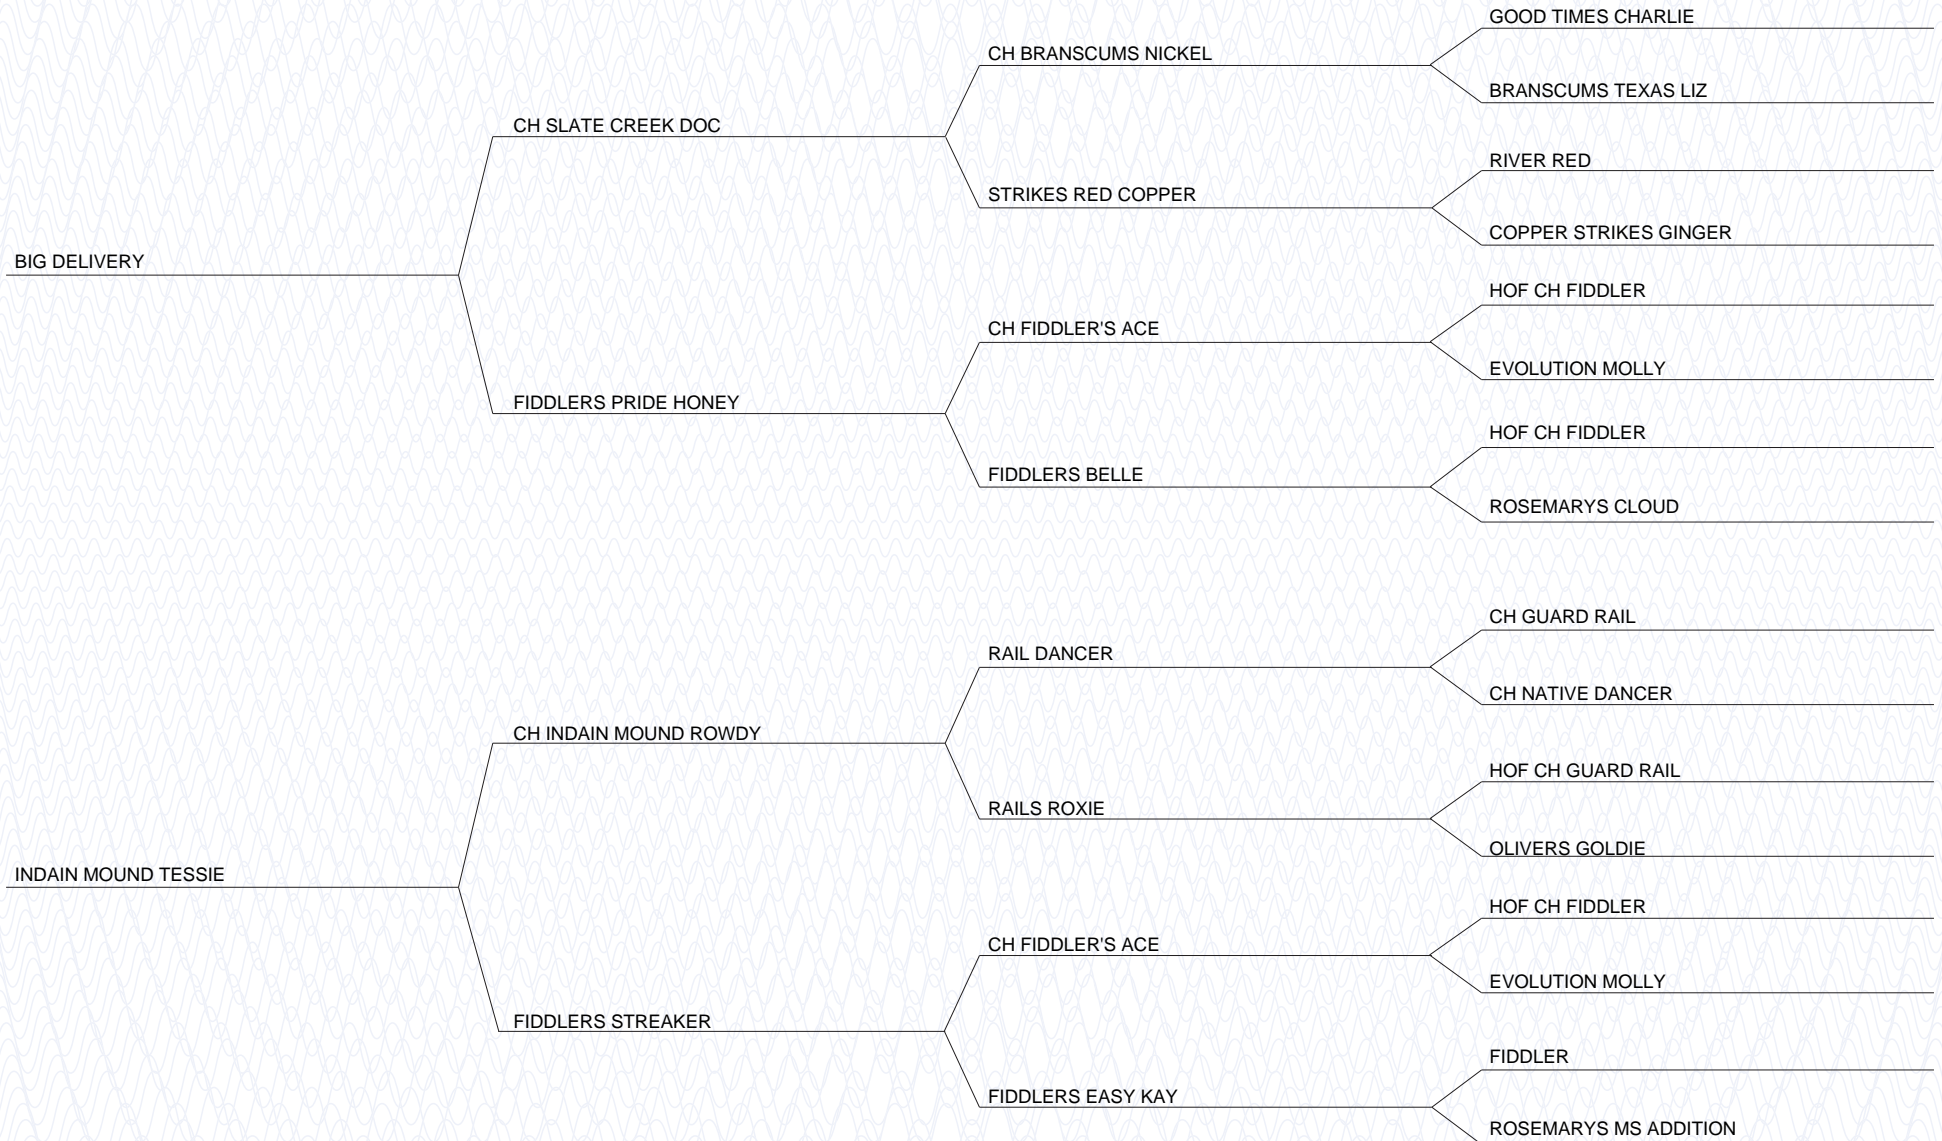 GOOD TIMES CHARLIE
CH BRANSCUMS NICKEL
BRANSCUMS TEXAS LIZ
CH SLATE CREEK DOC
RIVER RED
STRIKES RED COPPER
COPPER STRIKES GINGER
BIG DELIVERY
HOF CH FIDDLER
CH FIDDLER'S ACE
EVOLUTION MOLLY
FIDDLERS PRIDE HONEY
HOF CH FIDDLER
FIDDLERS BELLE
ROSEMARYS CLOUD
CH GUARD RAIL
RAIL DANCER
CH NATIVE DANCER
CH INDAIN MOUND ROWDY
HOF CH GUARD RAIL
RAILS ROXIE
OLIVERS GOLDIE
INDAIN MOUND TESSIE
HOF CH FIDDLER
CH FIDDLER'S ACE
EVOLUTION MOLLY
FIDDLERS STREAKER
FIDDLER
FIDDLERS EASY KAY
ROSEMARYS MS ADDITION